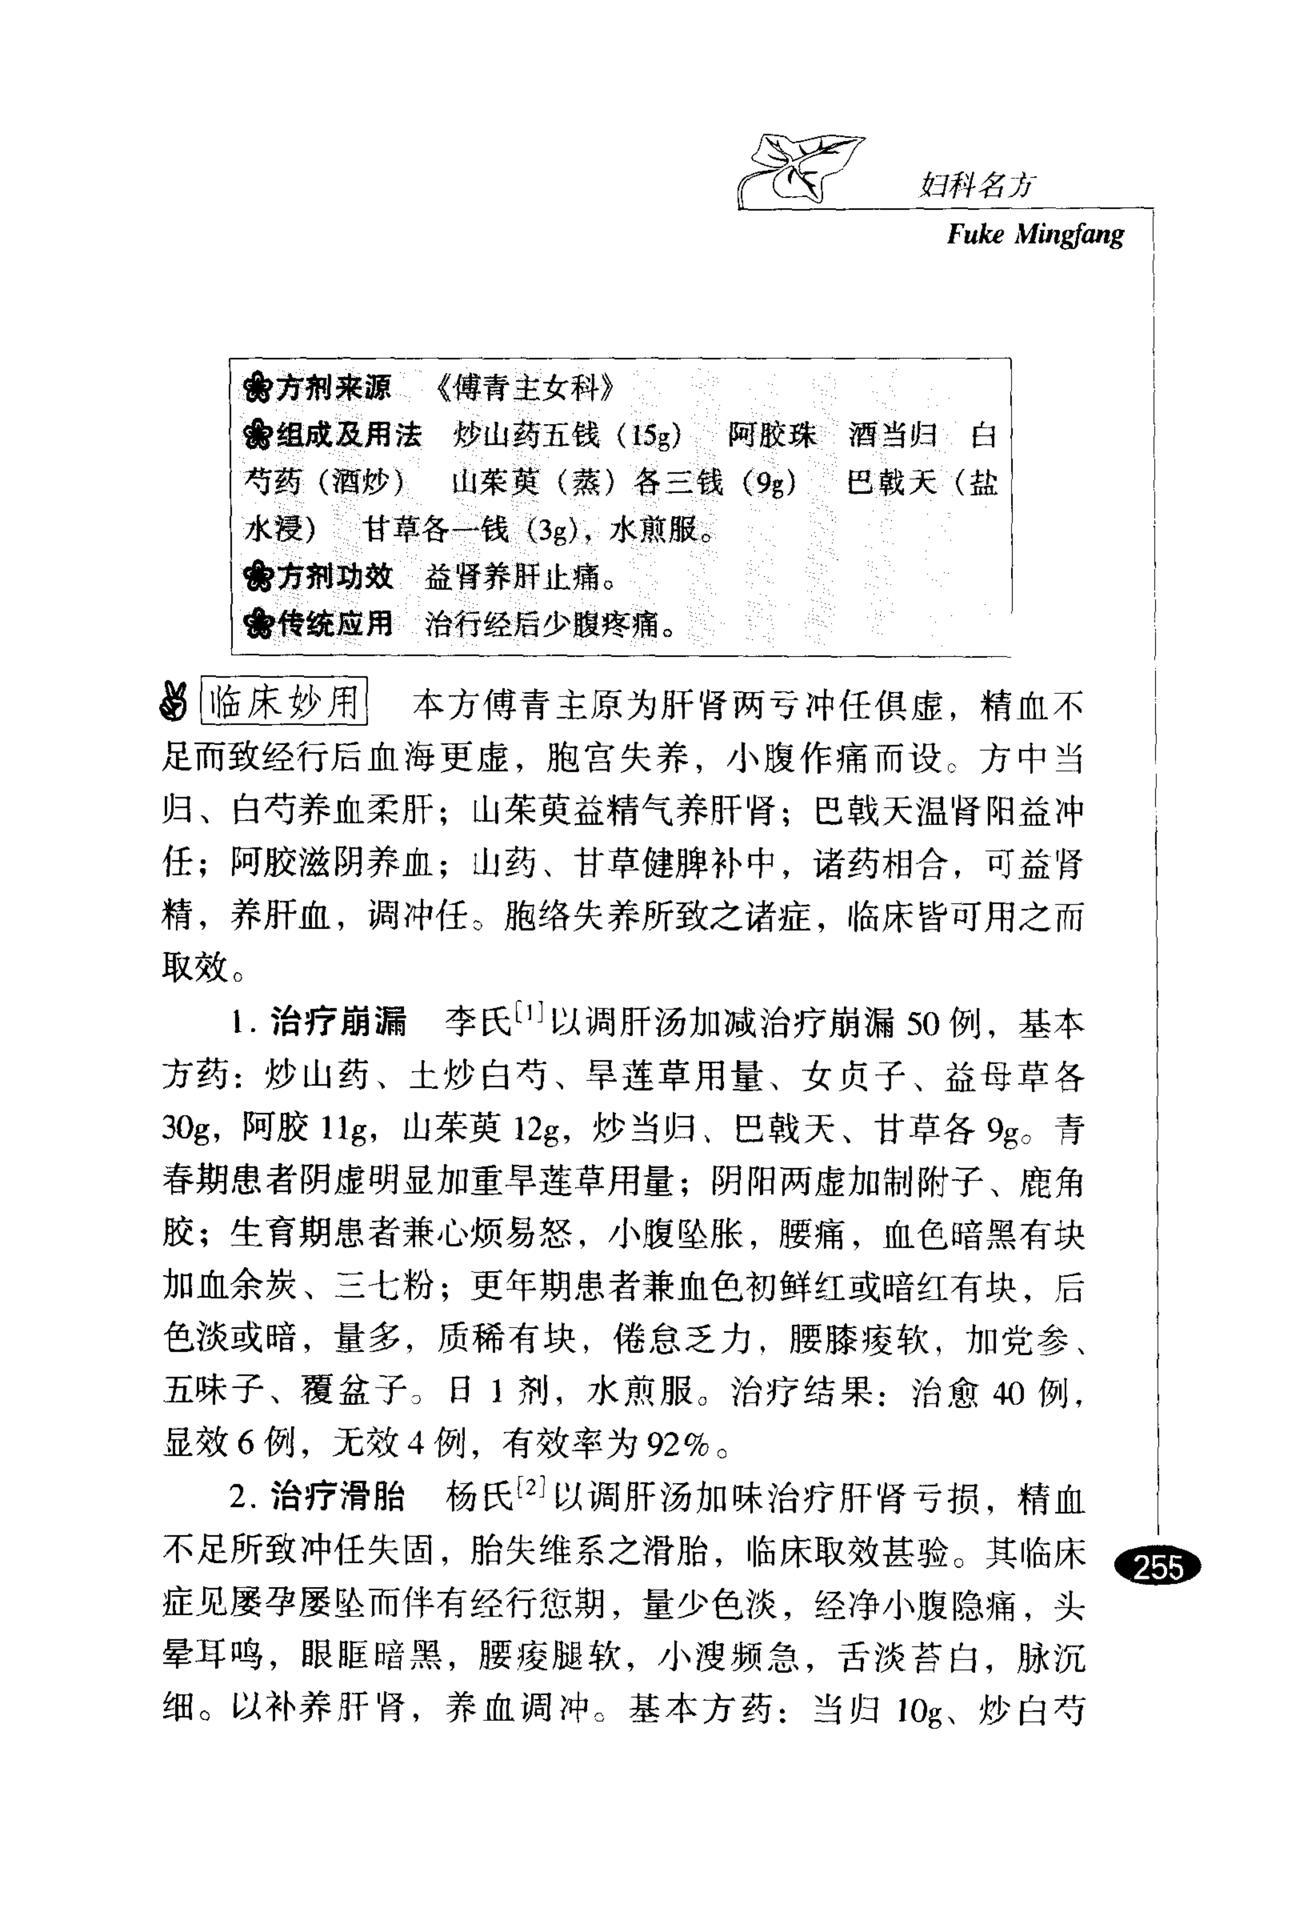 妇科名方
Fuke Mingfang
方剂来源 《傅青主女科》
组成及用法 炒山药五钱（15g） 阿胶珠 酒当归 白
芍药（酒炒） 山茱萸（蒸）各三钱（9g） 巴戟天（盐
水浸） 甘草各一钱（3g），水煎服。
方剂功效 益肾养肝止痛。
传统应用 治行经后少腹疼痛。
临床妙用 本方傅青主原为肝肾两亏冲任俱虚，精血不
足而致经行后血海更虚，胞宫失养，小腹作痛而设。方中当
归、白芍养血柔肝；山茱萸益精气养肝肾；巴戟天温肾阳益冲
任；阿胶滋阴养血；山药、甘草健脾补中，诸药相合，可益肾
精，养肝血，调冲任。胞络失养所致之诸症，临床皆可用之而
取效。
1. 治疗崩漏 李氏[1]以调肝汤加减治疗崩漏 50 例，基本
方药：炒山药、土炒白芍、旱莲草用量、女贞子、益母草各
30g，阿胶 11g，山茱萸 12g，炒当归、巴戟天、甘草各 9g。青
春期患者阴虚明显加重旱莲草用量；阴阳两虚加制附子、鹿角
胶；生育期患者兼心烦易怒，小腹坠胀，腰痛，血色暗黑有块
加血余炭、三七粉；更年期患者兼血色初鲜红或暗红有块，后
色淡或暗，量多，质稀有块，倦怠乏力，腰膝痠软，加党参、
五味子、覆盆子。日 1 剂，水煎服。治疗结果：治愈 40 例，
显效 6 例，无效 4 例，有效率为 92%。
2. 治疗滑胎 杨氏[2]以调肝汤加味治疗肝肾亏损，精血
不足所致冲任失固，胎失维系之滑胎，临床取效甚验。其临床
症见屡孕屡坠而伴有经行愆期，量少色淡，经净小腹隐痛，头
晕耳鸣，眼眶暗黑，腰痠腿软，小溲频急，舌淡苔白，脉沉
细。以补养肝肾，养血调冲。基本方药：当归 10g、炒白芍
255